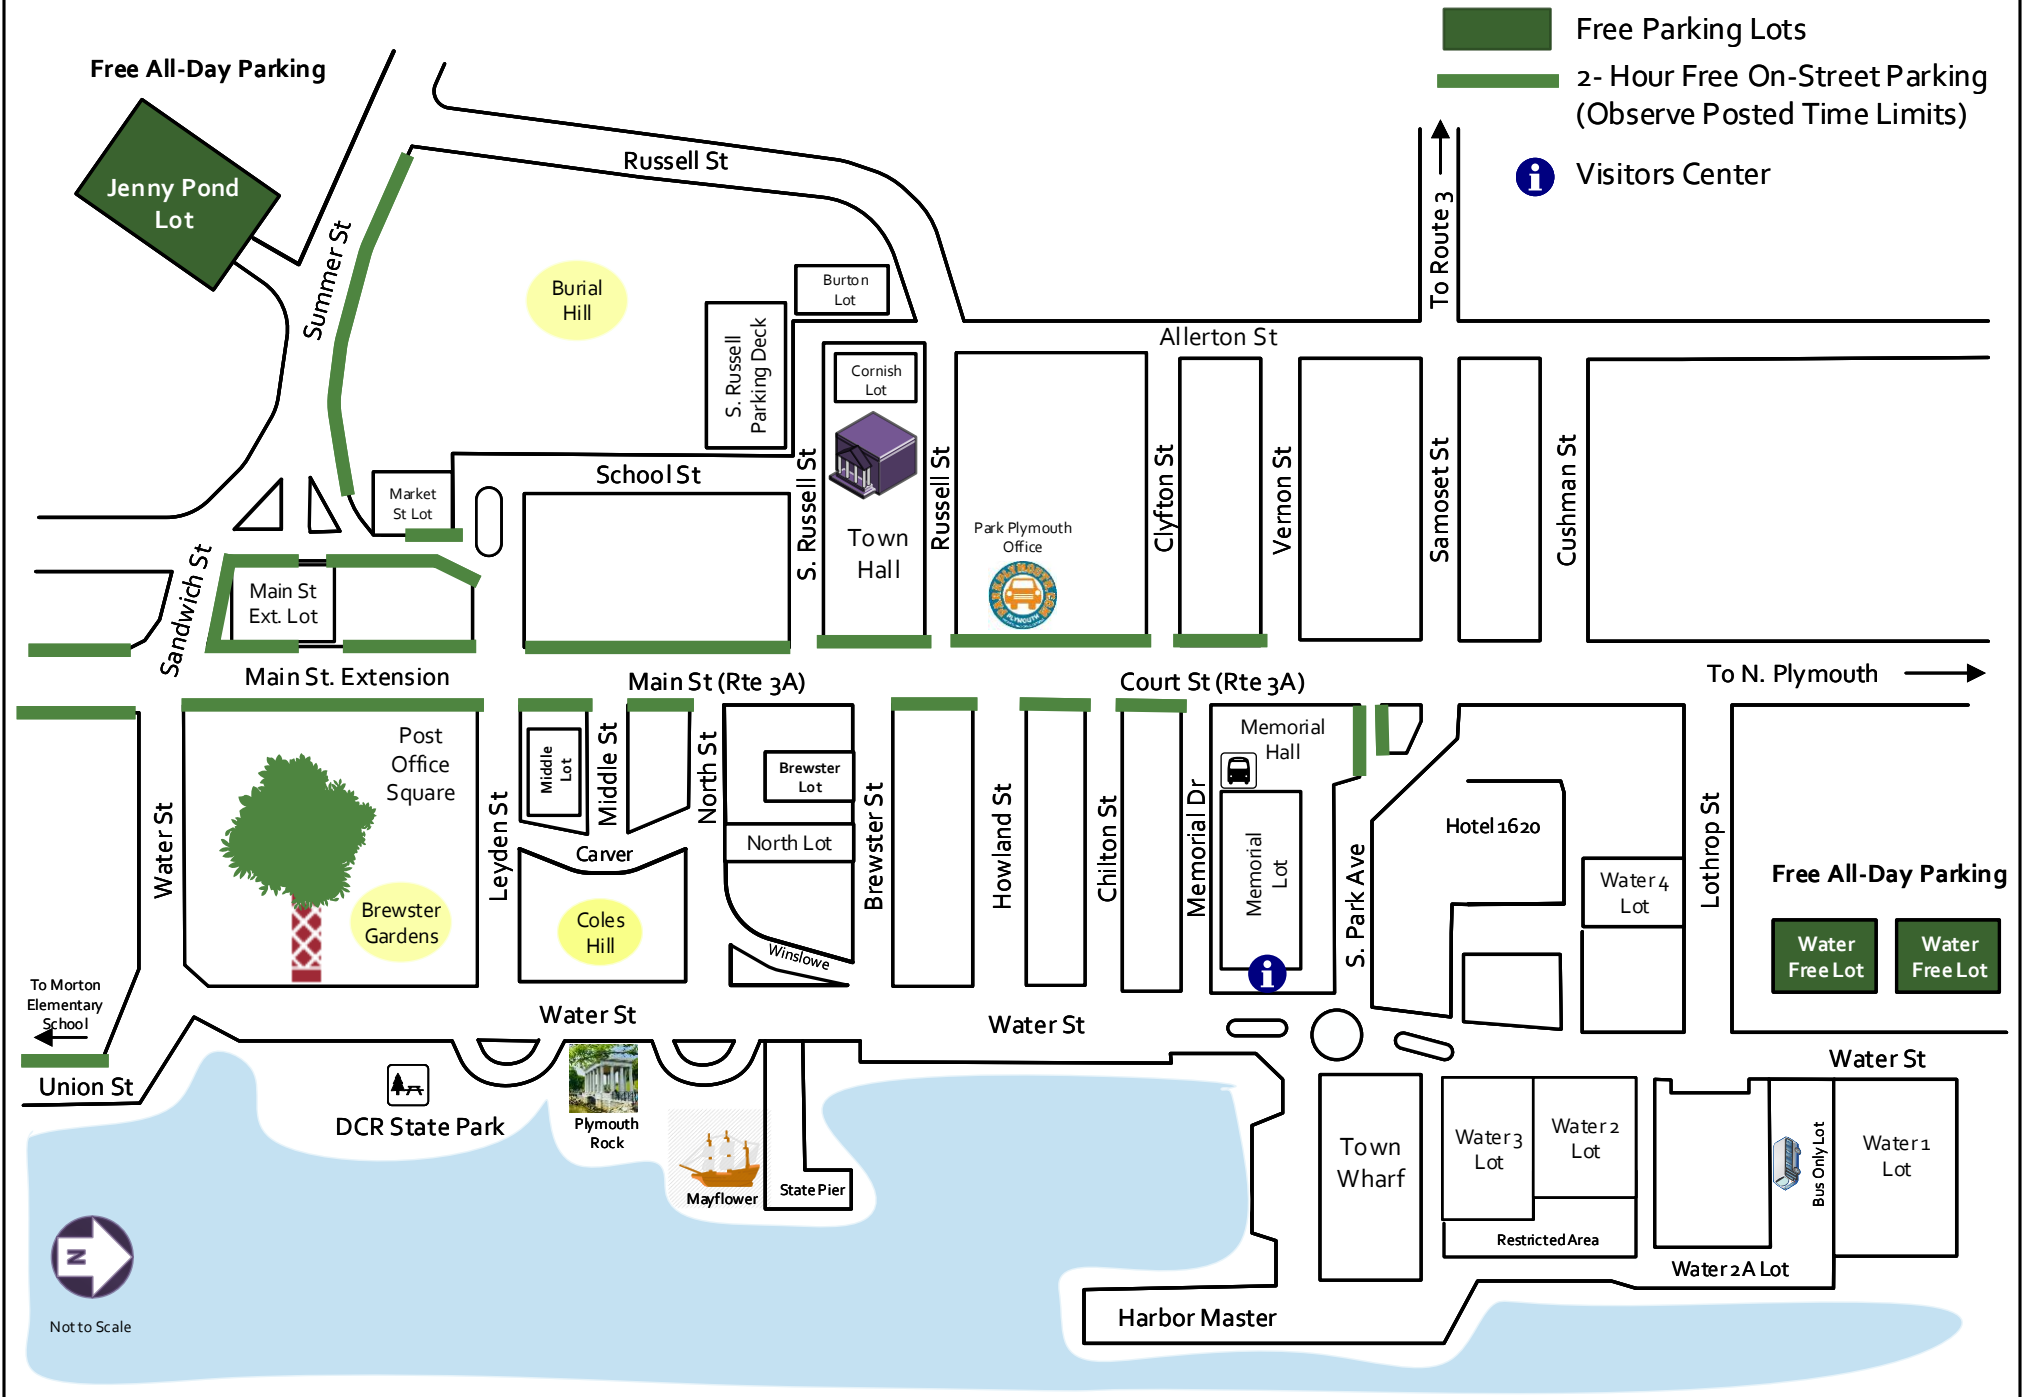 Free Parking Lots
2- Hour Free On-Street Parking
(Observe Posted Time Limits)
Visitors Center
Free All-Day Parking
Jenny Pond
Lot
Russell St
Summer St
To Route 3
Burial
Hill
Burton
Lot
S. Russell
Parking Deck
Allerton St
Cornish
Lot
School St
Market
St Lot
S. Russell St
Town
Hall
Russell St
Park Plymouth
Office
PARKPLYMOUTH.COM
PLYMOUTH
Clyfton St
Vernon St
Samoset St
Cushman St
Sandwich St
Main St
Ext. Lot
Main St. Extension
Main St (Rte 3A)
Court St (Rte 3A)
To N. Plymouth
Water St
Post
Office
Square
Brewster
Gardens
Leyden St
Middle
Lot
Middle St
North St
Carver
Coles
Hill
Brewster
Lot
North Lot
Winslowe
Brewster St
Howland St
Chilton St
Memorial Dr
Memorial
Hall
Memorial
Lot
S. Park Ave
Hotel 1620
Water 4
Lot
Lothrop St
Free All-Day Parking
Water
Free Lot
Water
Free Lot
To Morton
Elementary
School
Union St
Water St
Water St
Water St
DCR State Park
Plymouth
Rock
Mayflower
State Pier
Town
Wharf
Water 3
Lot
Water 2
Lot
Restricted Area
Bus Only Lot
Water 1
Lot
Water 2A Lot
Harbor Master
N
Not to Scale